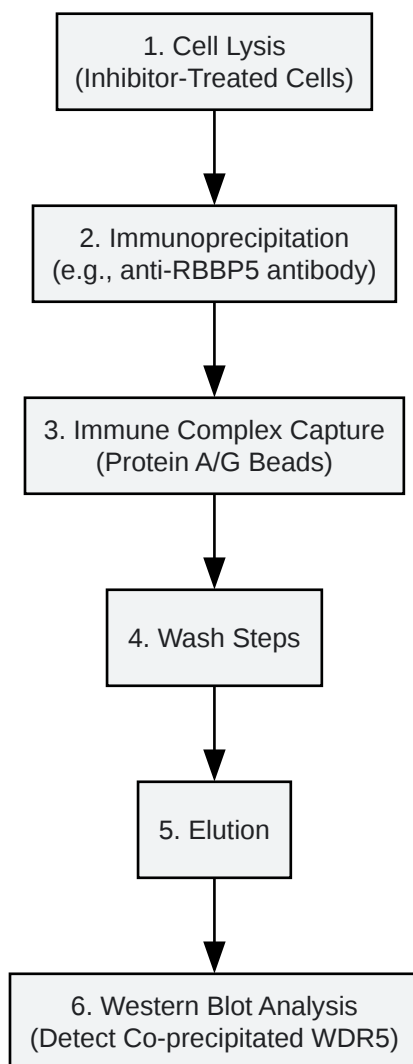 1. Cell Lysis
(Inhibitor-Treated Cells)
2. Immunoprecipitation
(e.g., anti-RBBP5 antibody)
3. Immune Complex Capture
(Protein A/G Beads)
4. Wash Steps
5. Elution
6. Western Blot Analysis
(Detect Co-precipitated WDR5)